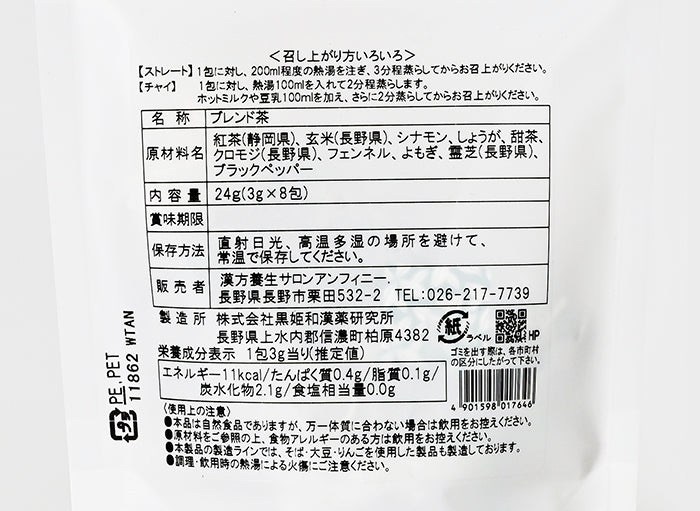 <召し上がり方いろいろ>
【ストレート】1包に対し、200ml程度の熱湯を注ぎ、3分程蒸らしてからお召上がりください。
【チャイ】 1包に対し、熱湯100mlを入れて2分程蒸らします。
ホットミルクや豆乳100mlを加え、さらに2分蒸らしてからお召上がりください。
名 称 ブレンド茶
原材料名 紅茶(静岡県)、玄米(長野県)、シナモン、しょうが、甜茶、
クロモジ(長野県)、フェンネル、よもぎ、霊芝(長野県)、
ブラックペッパー
内容量 24g(3g×8包)
賞味期限
保存方法 直射日光、高温多湿の場所を避けて、
常温で保存してください。
販売者 漢方養生サロンアンフィニー.
長野県長野市栗田532-2 TEL:026-217-7739
製造所 株式会社黒姫和漢薬研究所
長野県上水内郡信濃町柏原4382
紙 ラベル
HP
ゴミを出す際は、各市町村
の区分にしたがって下さい。
栄養成分表示 1包3g当り(推定値)
エネルギー11kcal/たんぱく質0.4g/脂質0.1g/
炭水化物2.1g/食塩相当量0.0g
4 901598 017646
<使用上の注意>
●本品は自然食品でありますが、万一体質に合わない場合は飲用をお控えください。
●原材料をご参照の上、食物アレルギーのある方は飲用をお控えください。
●本製品の製造ラインでは、そば・大豆・りんごを使用した製品も製造しております。
●調理・飲用時の熱湯による火傷にご注意ください。
プラ
PE,PET
11862 WTAN